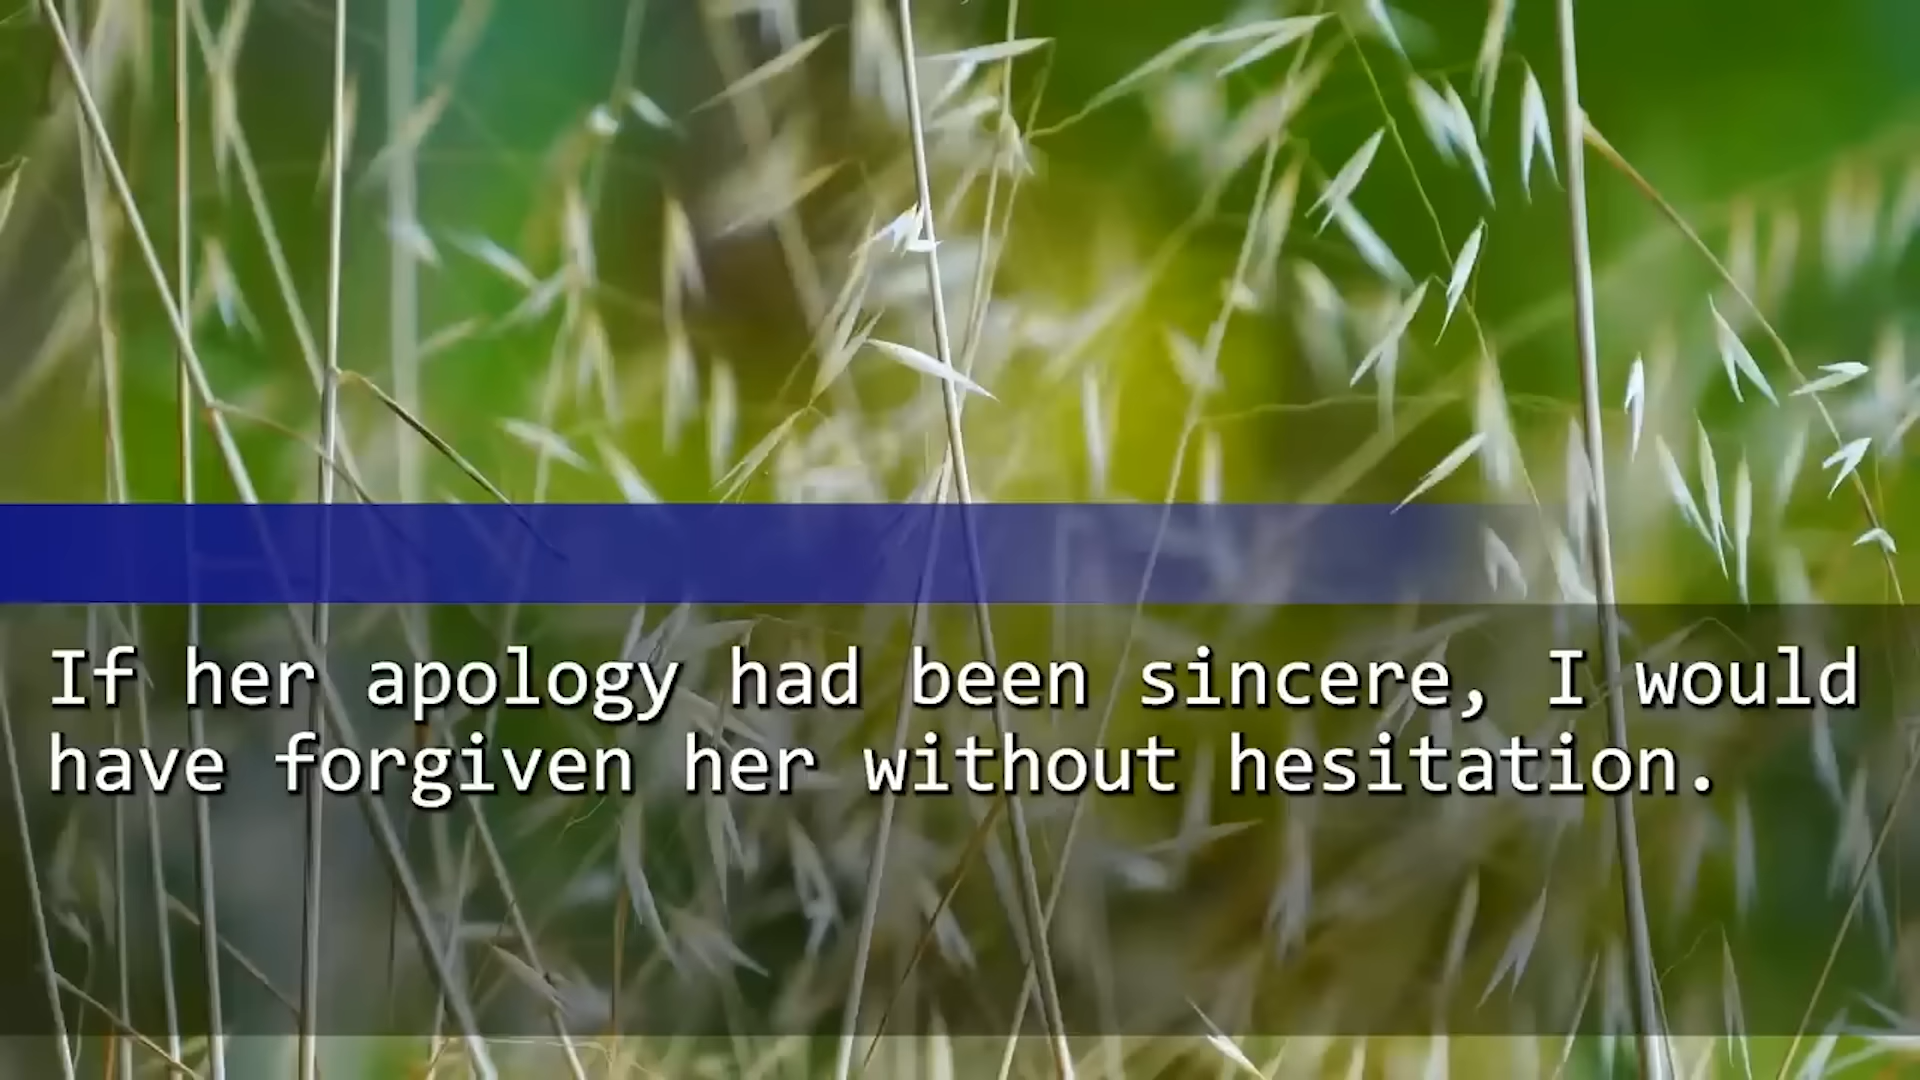 If her apology had been sincere, I would
have forgiven her without hesitation.